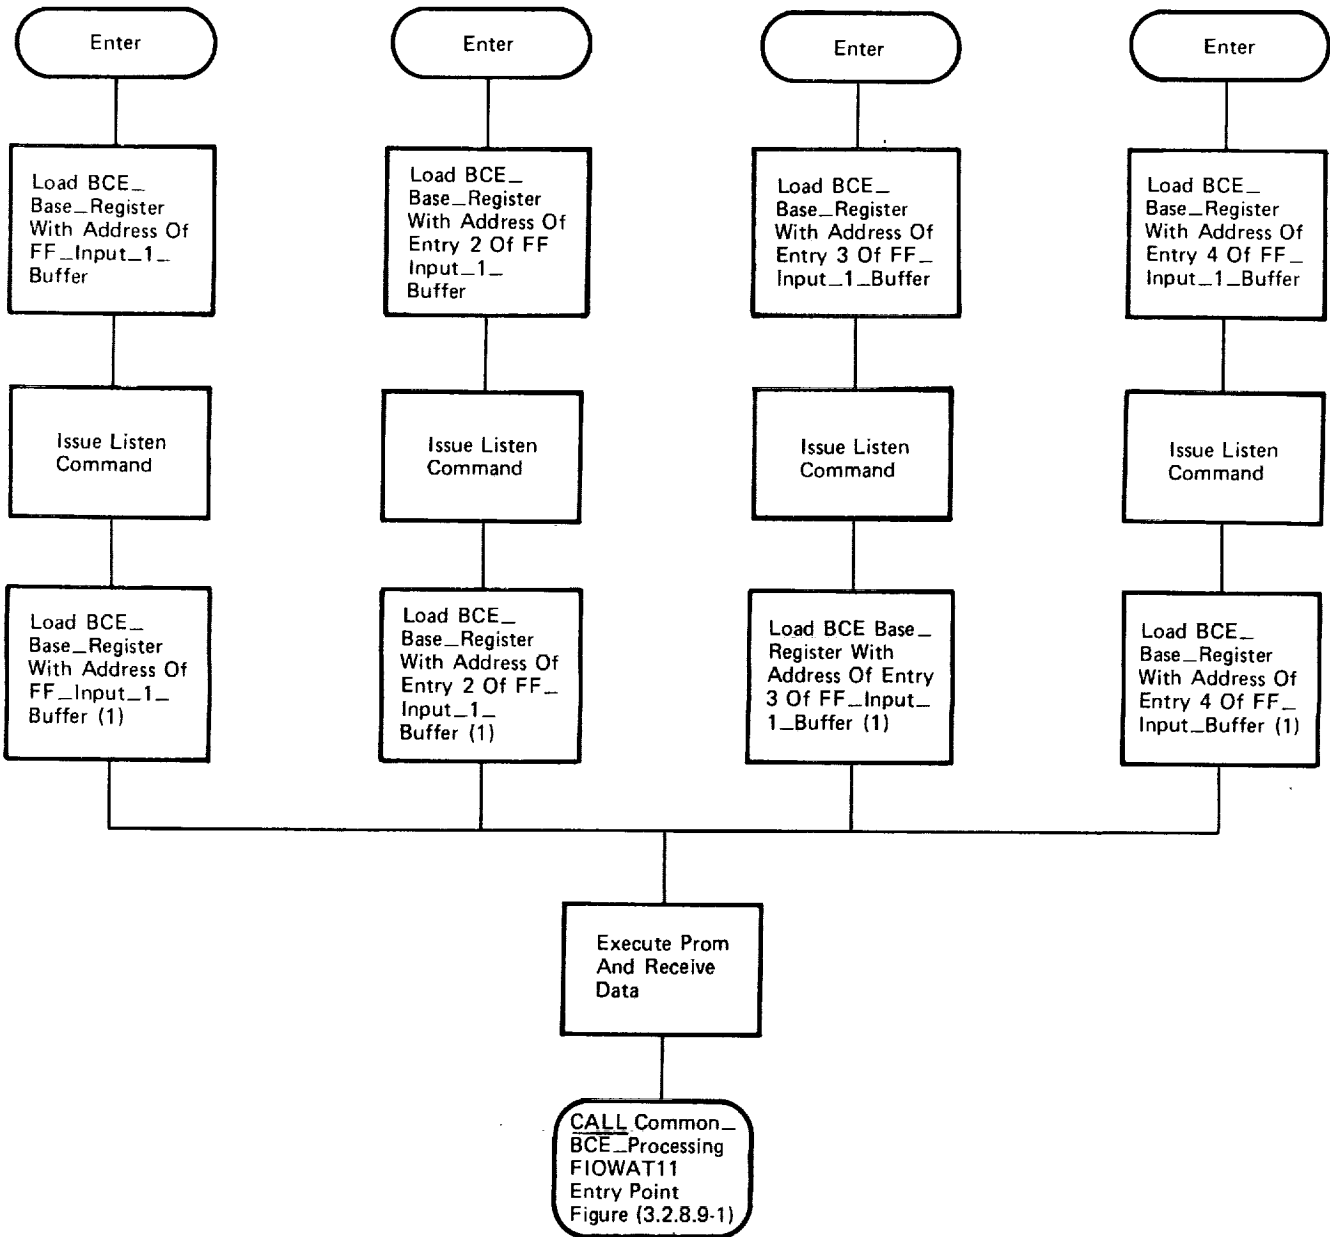 Enter
Load BCE_
Base_Register
With Address Of
FF_Input_1_
Buffer
Issue Listen
Command
Load BCE_
Base_Register
With Address Of
FF_Input_1_
Buffer (1)
Enter
Load BCE_
Base_Register
With Address Of
Entry 2 Of FF
Input_1_
Buffer
Issue Listen
Command
Load BCE_
Base_Register
With Address Of
Entry 2 Of FF_
Input_1_
Buffer (1)
Enter
Load BCE_
Base_Register
With Address Of
Entry 3 Of FF_
Input_1_Buffer
Issue Listen
Command
Load BCE Base_
Register With
Address Of Entry
3 Of FF_Input_
1_Buffer (1)
Enter
Load BCE_
Base_Register
With Address Of
Entry 4 Of FF_
Input_1_Buffer
Issue Listen
Command
Load BCE_
Base_Register
With Address Of
Entry 4 Of FF_
Input_Buffer (1)
Execute Prom
And Receive
Data
CALL Common_
BCE_Processing
FIOWAT11
Entry Point
Figure (3.2.8.9-1)